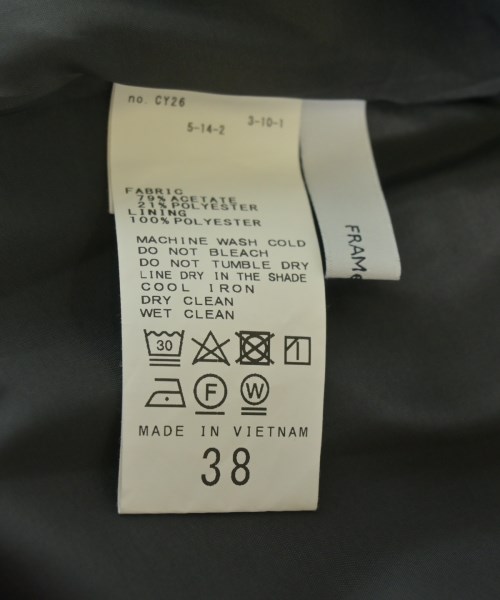 no. CY26
5-14-2 3-10-1
FABRIC
79% ACETATE
21% POLYESTER
LINING
100% POLYESTER
MACHINE WASH COLD
DO NOT BLEACH
DO NOT TUMBLE DRY
LINE DRY IN THE SHADE
COOL IRON
DRY CLEAN
WET CLEAN
30
F W
MADE IN VIETNAM
38
FRAMe